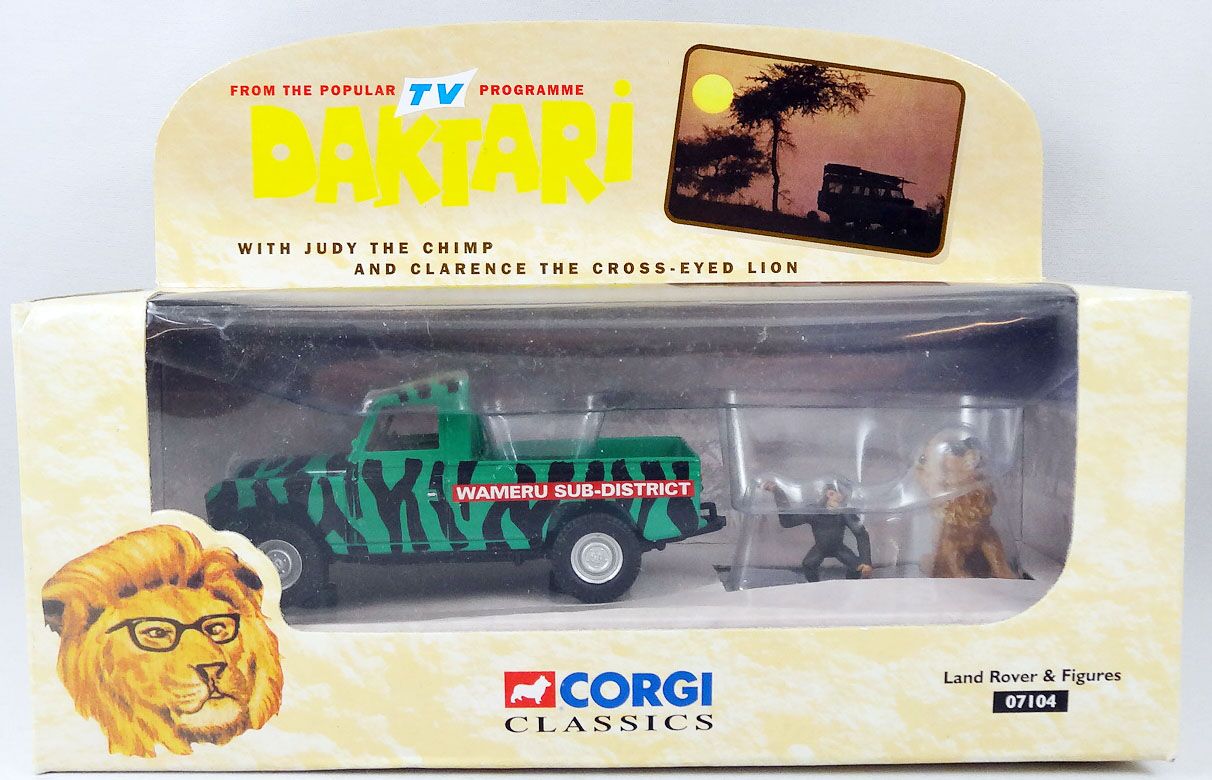 FROM THE POPULAR TV PROGRAMME
DAKTARi
WITH JUDY THE CHIMP
AND CLARENCE THE CROSS-EYED LION
WAMERU SUB-DISTRICT
CORGI
CLASSICS
Land Rover & Figures
07104